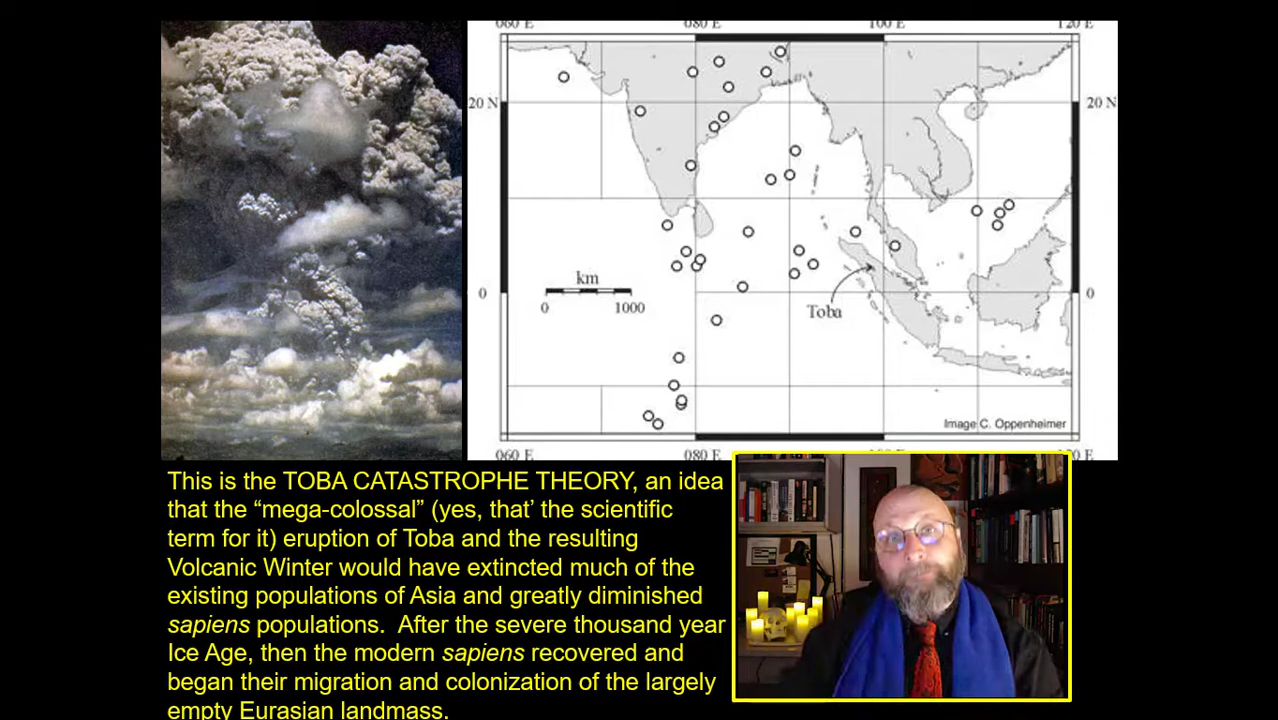 060 E 080 E 100 E 120 E
20 N 20 N
km
0 1000
0 0
Toba
Image C. Oppenheimer
060 E 080 E 120 E
This is the TOBA CATASTROPHE THEORY, an idea
that the “mega-colossal” (yes, that’ the scientific
term for it) eruption of Toba and the resulting
Volcanic Winter would have extincted much of the
existing populations of Asia and greatly diminished
sapiens populations.  After the severe thousand year
Ice Age, then the modern sapiens recovered and
began their migration and colonization of the largely
empty Eurasian landmass.